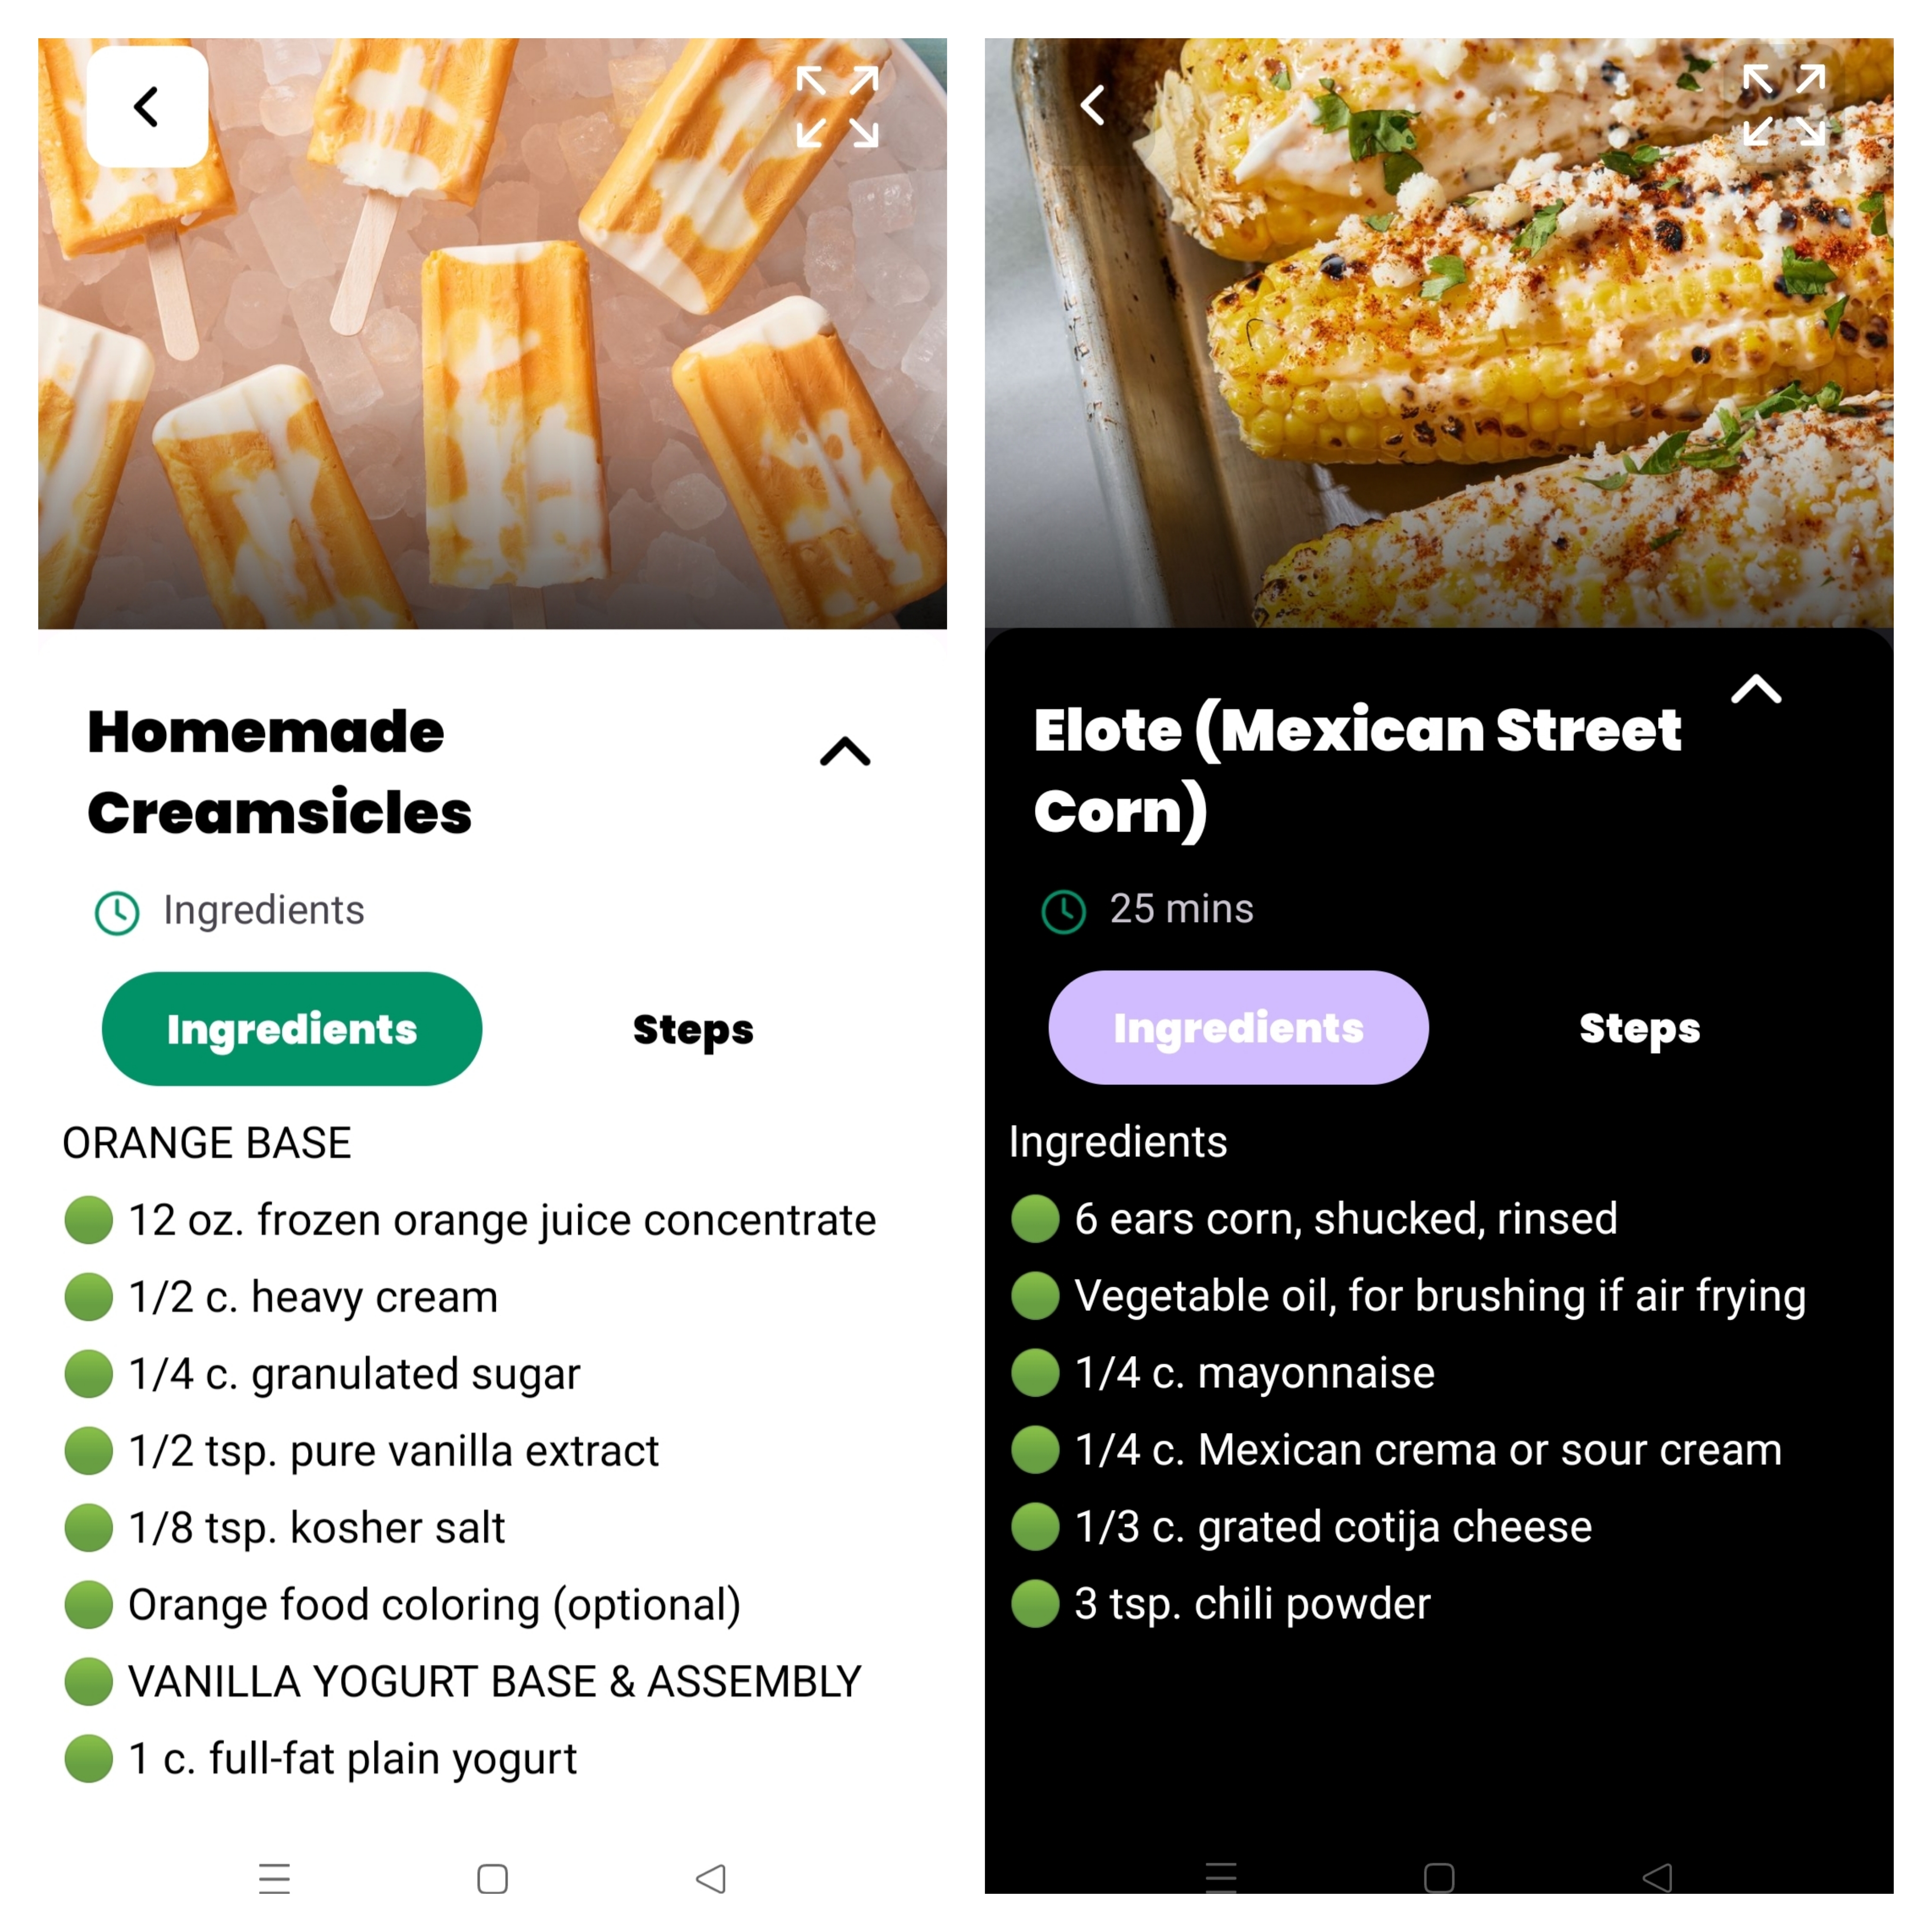 Homemade
Creamsicles
Ingredients
Ingredients Steps
ORANGE BASE
12 oz. frozen orange juice concentrate
1/2 c. heavy cream
1/4 c. granulated sugar
1/2 tsp. pure vanilla extract
1/8 tsp. kosher salt
Orange food coloring (optional)
VANILLA YOGURT BASE & ASSEMBLY
1 c. full-fat plain yogurt
Elote (Mexican Street
Corn)
25 mins
Ingredients Steps
Ingredients
6 ears corn, shucked, rinsed
Vegetable oil, for brushing if air frying
1/4 c. mayonnaise
1/4 c. Mexican crema or sour cream
1/3 c. grated cotija cheese
3 tsp. chili powder